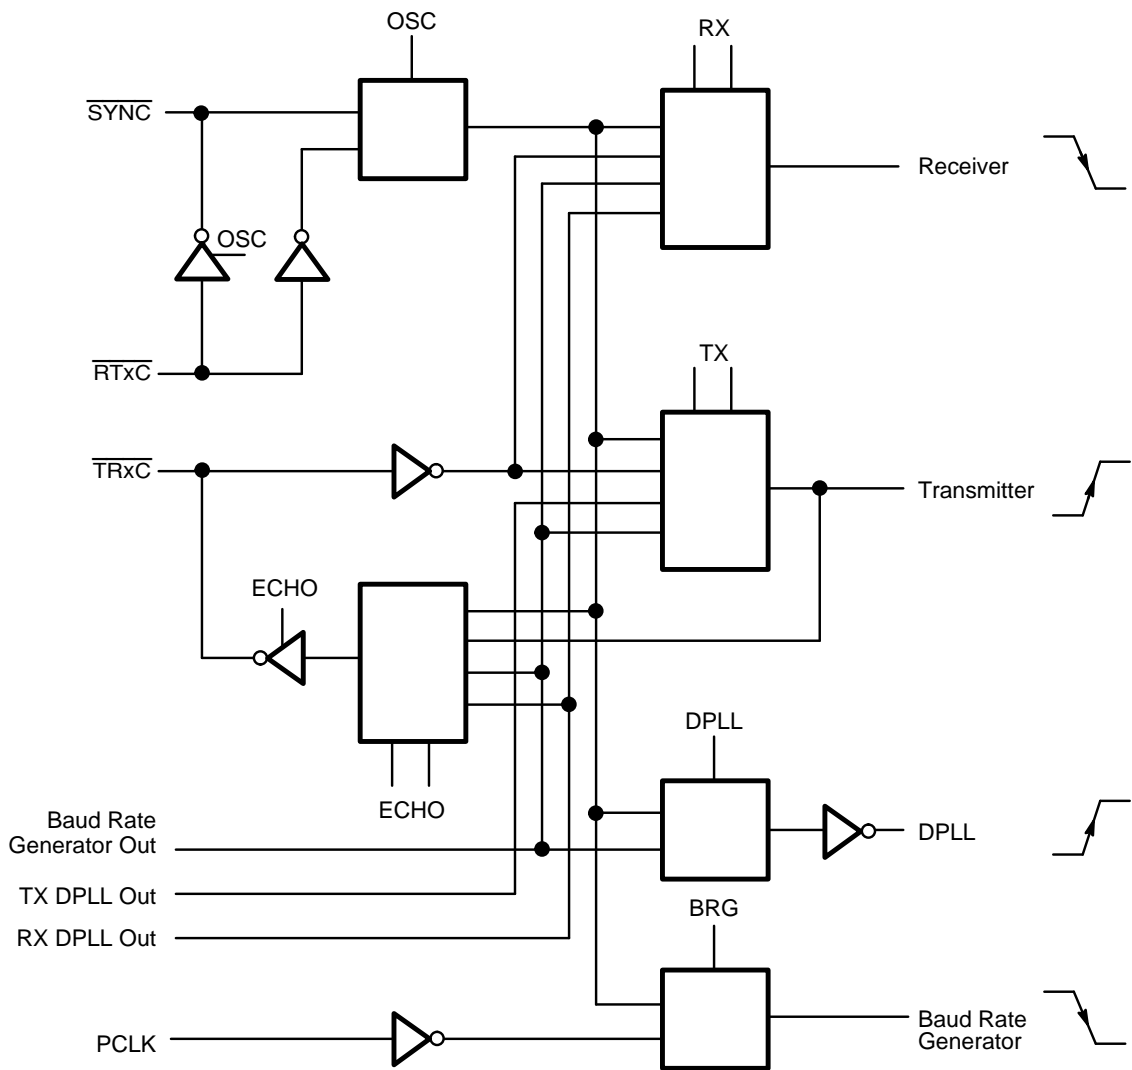 OSC
RX
SYNC
Receiver
OSC
RTxC
TX
TRxC
Transmitter
ECHO
DPLL
ECHO
Baud Rate
Generator Out
DPLL
TX DPLL Out
BRG
RX DPLL Out
PCLK
Baud Rate
Generator